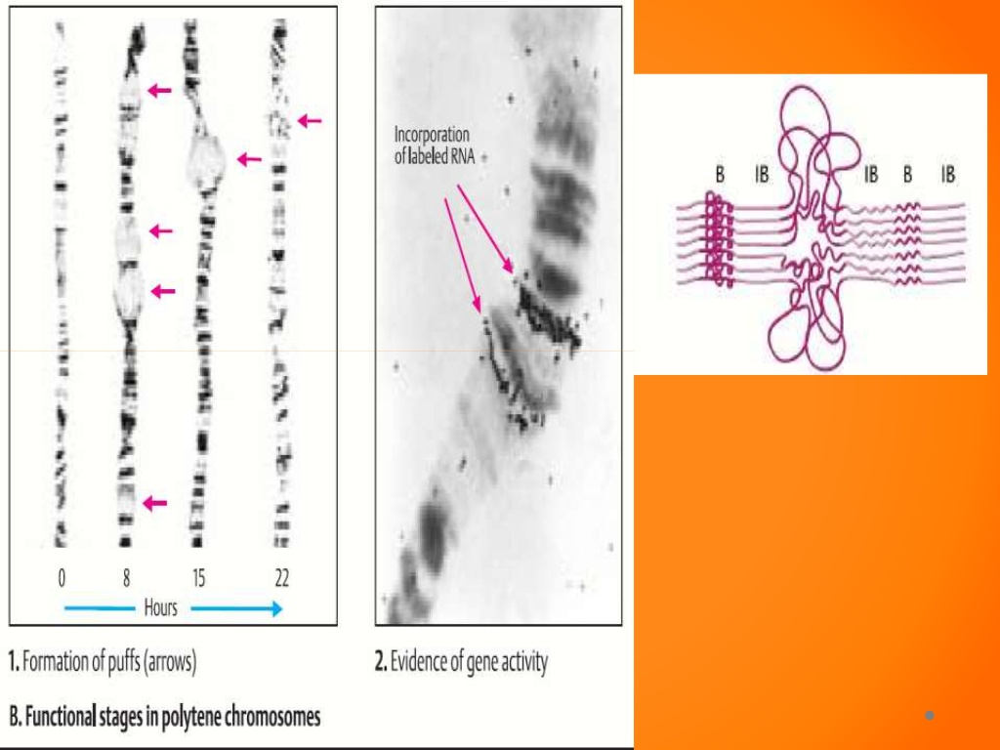 Incorporation
of labeled RNA
B IB IB B IB
0 8 15 22
Hours
1. Formation of puffs (arrows)
2. Evidence of gene activity
B. Functional stages in polytene chromosomes